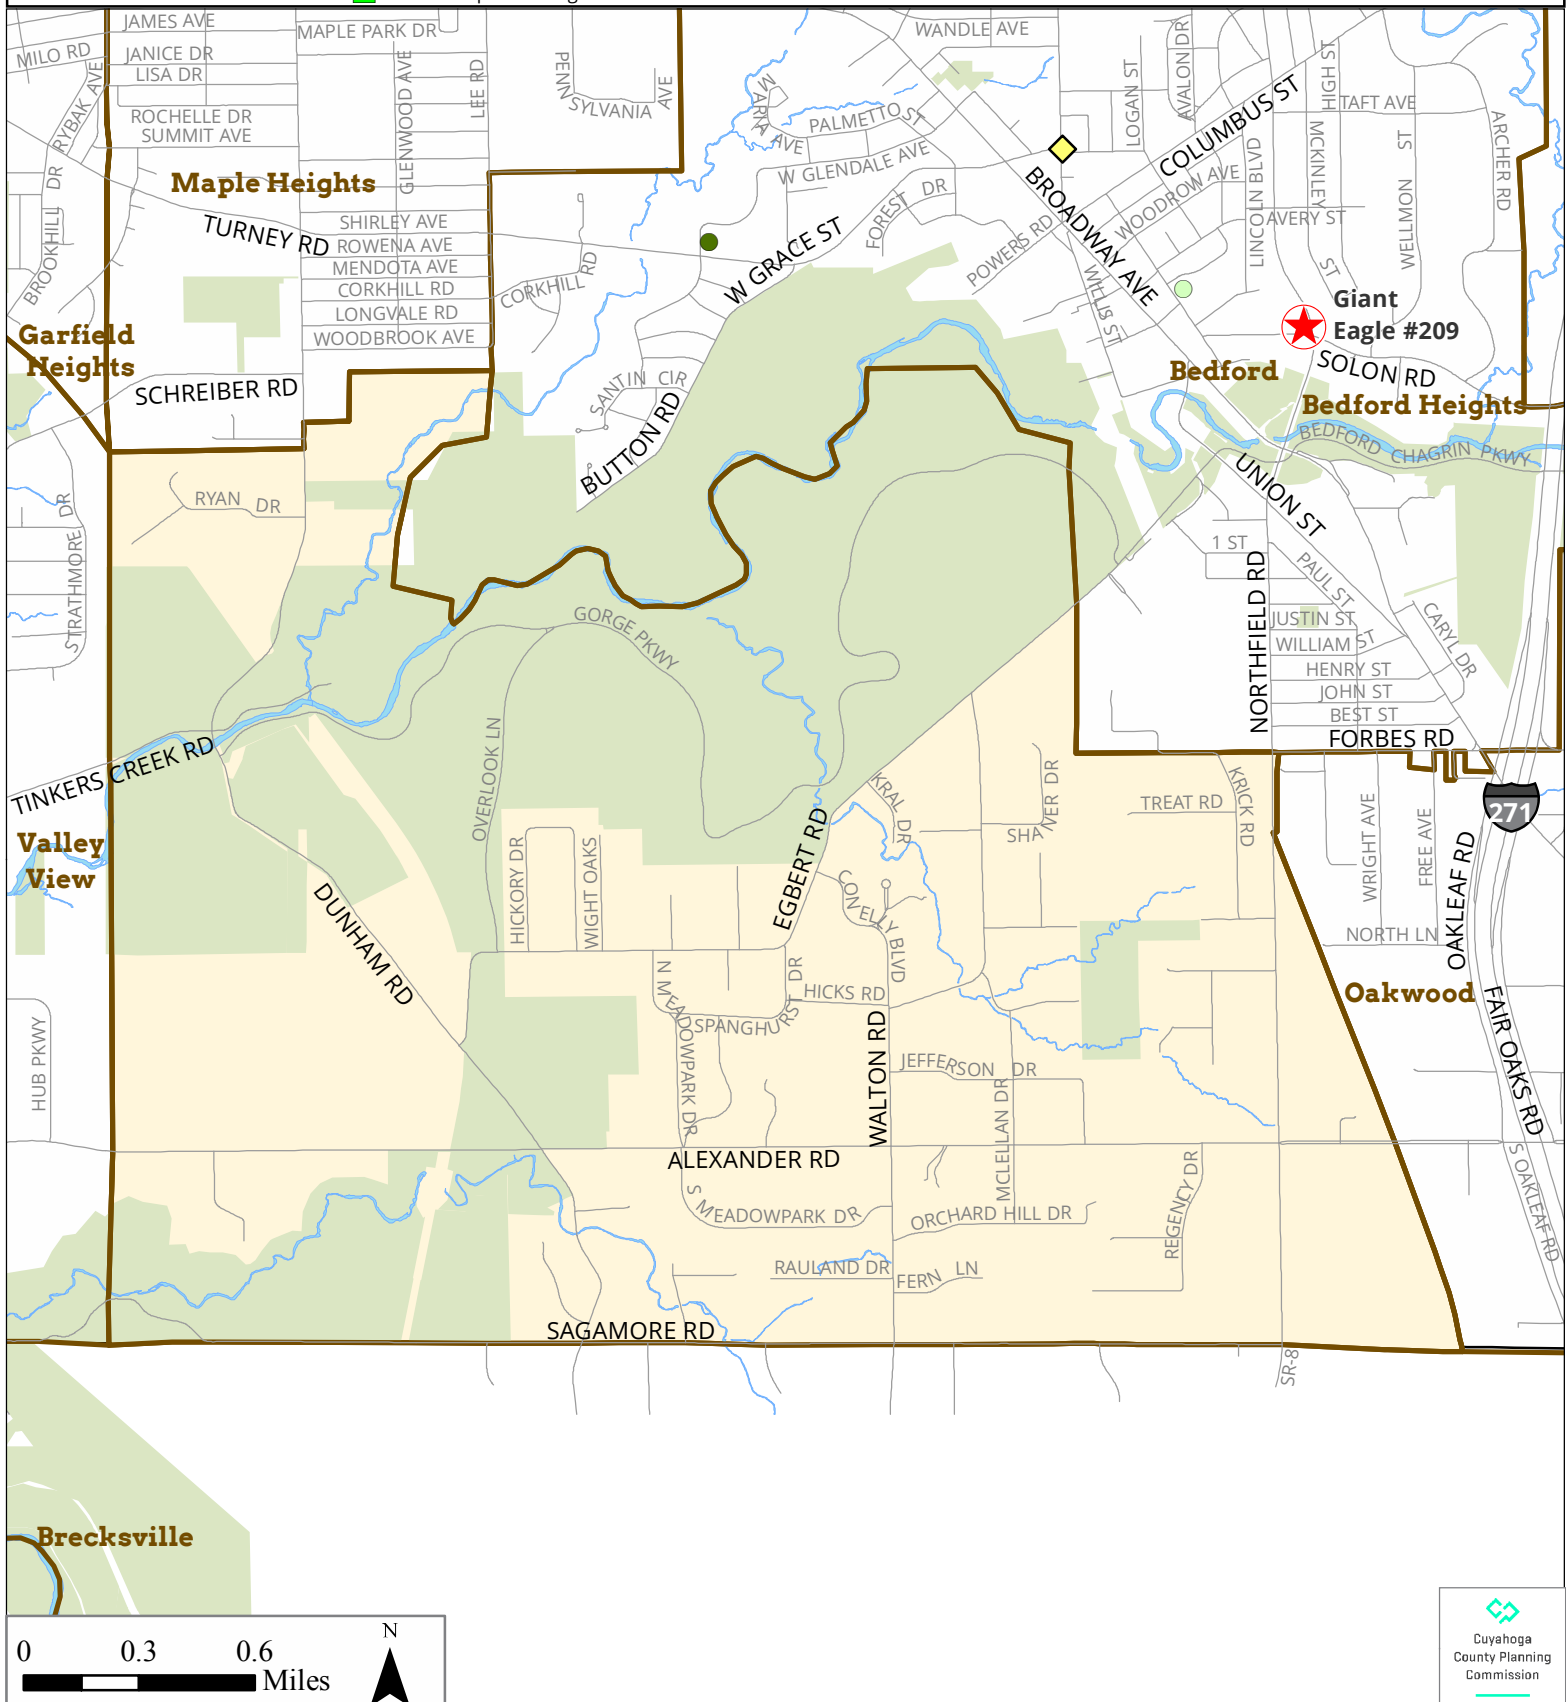 JAMES AVE
MAPLE PARK DR
WANDLE AVE
MILO RD
JANICE DR
LISA DR
RYBAK AVE
GLENWOOD AVE
LEE RD
PENNSYLVANIA AVE
MARIA AVE
PALMETTO ST
LOGAN ST
AVALON DR
HIGH ST
TAFT AVE
COLUMBUS ST
ROCHELLE DR
SUMMIT AVE
W GLENDALE AVE
MCKINLEY ST
WELLMON ST
ARCHER RD
Maple Heights
BROOKHILL DR
TURNEY RD
SHIRLEY AVE
ROWENA AVE
MENDOTA AVE
CORKHILL RD
LONGVALE RD
WOODBROOK AVE
CORKHILL RD
W GRACE ST
FOREST DR
BROADWAY AVE
POWERS RD
WOODROW AVE
LINCOLN BLVD
AVERY ST
WILLIS ST
Giant
Eagle #209
Garfield
Heights
SCHREIBER RD
SANTIN CIR
BUTTON RD
Bedford
SOLON RD
Bedford Heights
BEDFORD CHAGRIN PKWY
UNION ST
RYAN DR
STRATHMORE DR
1 ST
PAUL ST
NORTHFIELD RD
JUSTIN ST
WILLIAM ST
HENRY ST
JOHN ST
BEST ST
FORBES RD
CARYL DR
GORGE PKWY
OVERLOOK LN
TINKERS CREEK RD
Valley
View
KRAL DR
SHANER DR
TREAT RD
KRICK RD
271
WRIGHT AVE
FREE AVE
OAKLEAF RD
HICKORY DR
WIGHT OAKS
EGBERT RD
CONELLY BLVD
DUNHAM RD
NORTH LN
Oakwood
N MEADOWPARK DR
SPANGHURST DR
HICKS RD
FAIR OAKS RD
HUB PKWY
WALTON RD
JEFFERSON DR
MCLELLAN DR
ALEXANDER RD
S MEADOWPARK DR
ORCHARD HILL DR
REGENCY DR
S OAKLEAF RD
RAULAND DR
FERN LN
SAGAMORE RD
SR-8
Brecksville
0 0.3 0.6
Miles
N
Cuyahoga
County Planning
Commission